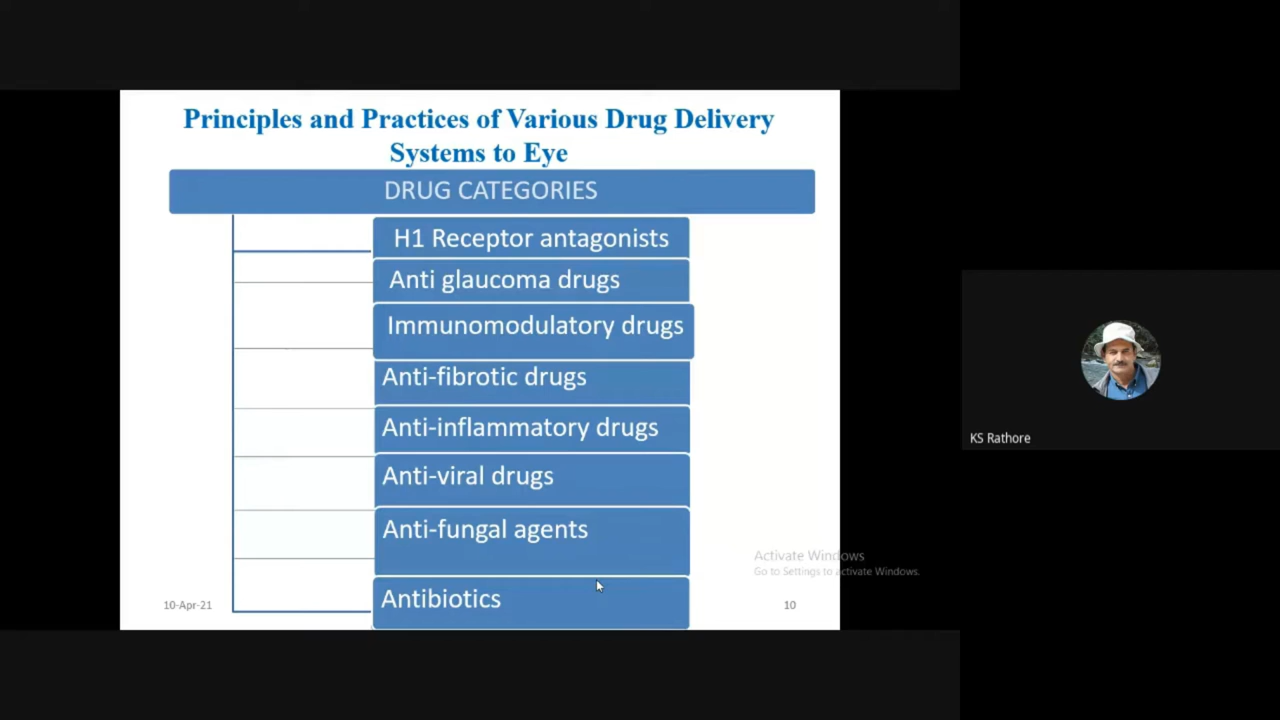 Principles and Practices of Various Drug Delivery
Systems to Eye
DRUG CATEGORIES
H1 Receptor antagonists
Anti glaucoma drugs
Immunomodulatory drugs
Anti-fibrotic drugs
Anti-inflammatory drugs
Anti-viral drugs
Anti-fungal agents
Antibiotics
10-Apr-21
10
Activate Windows
Go to Settings to activate Windows.
KS Rathore